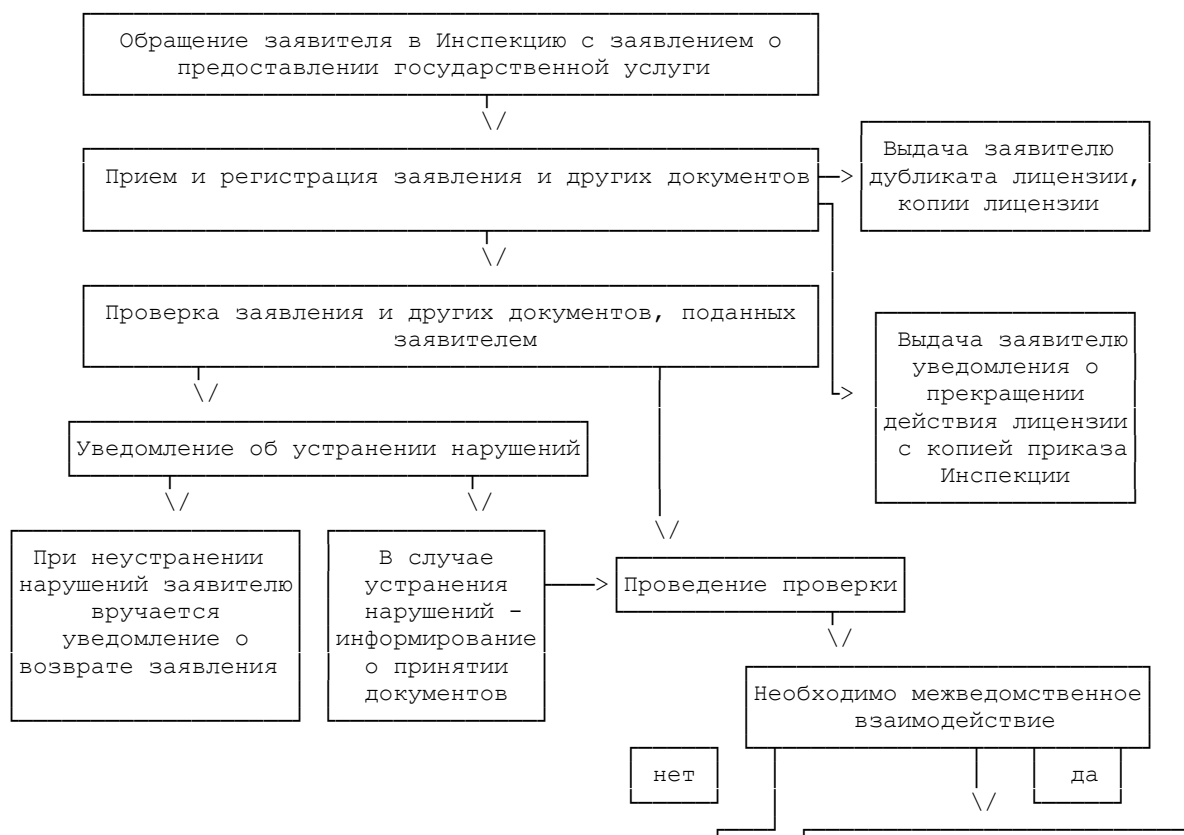 Обращение заявителя в Инспекцию с заявлением о
предоставлении государственной услуги
Прием и регистрация заявления и других документов
Выдача заявителю
дубликата лицензии,
копии лицензии
Проверка заявления и других документов, поданных
заявителем
Выдача заявителю
уведомления о
прекращении
действия лицензии
с копией приказа
Инспекции
Уведомление об устранении нарушений
При неустранении
нарушений заявителю
вручается
уведомление о
возврате заявления
В случае
устранения
нарушений –
информирование
о принятии
документов
Проведение проверки
Необходимо межведомственное
взаимодействие
нет
да